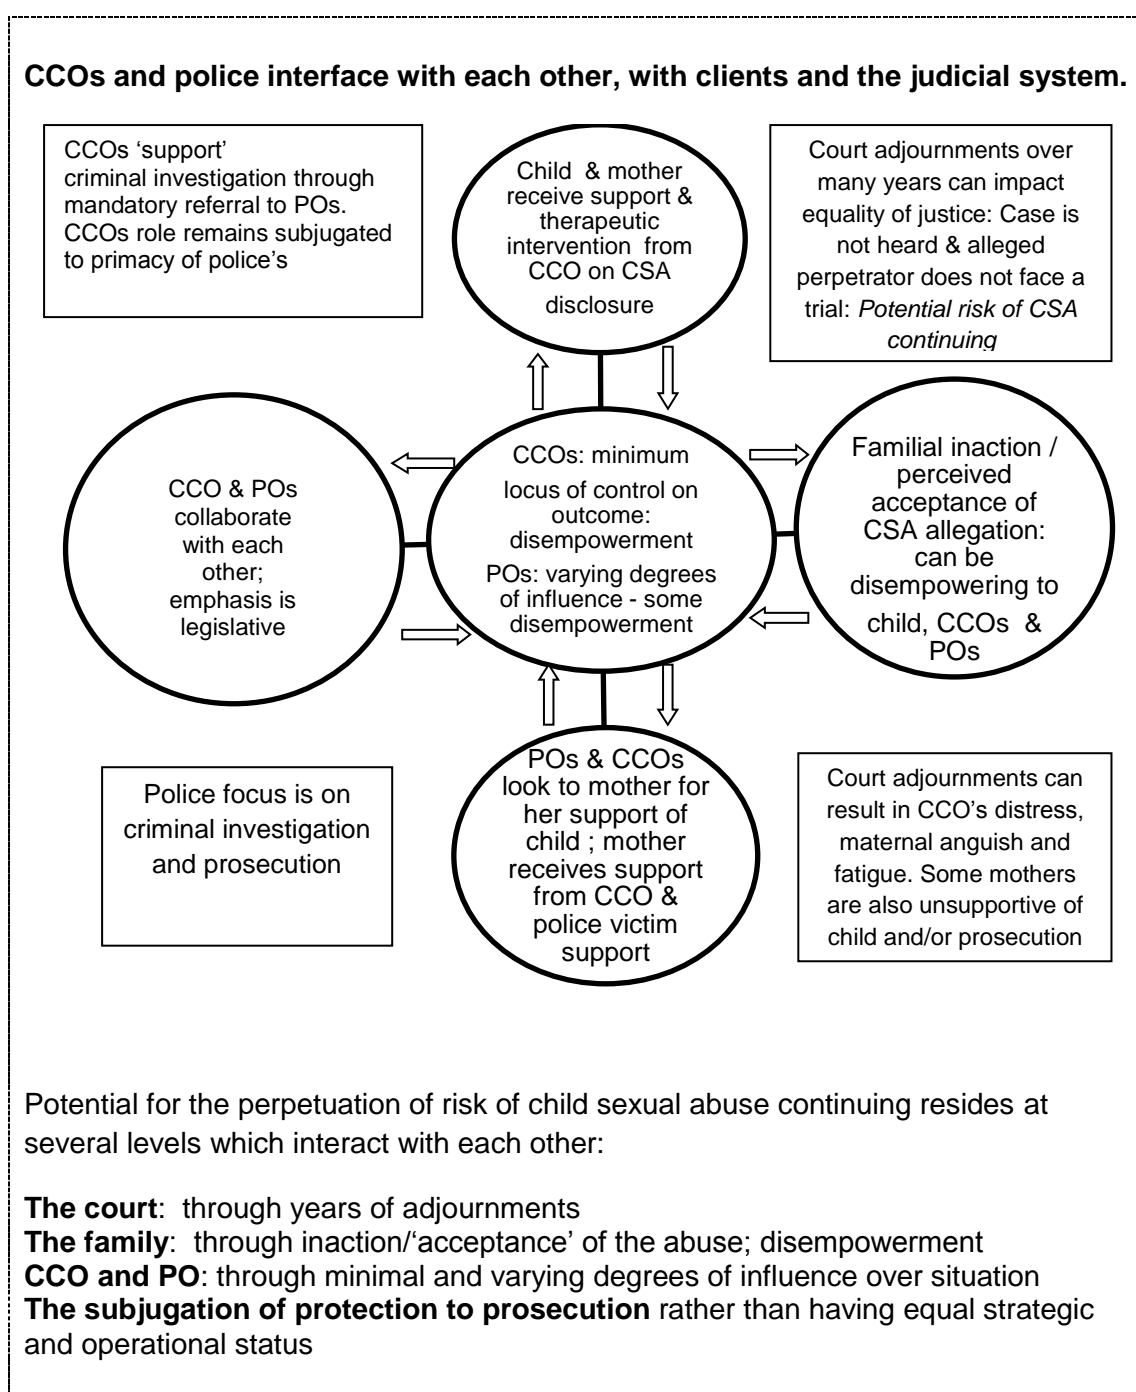 CCOs and police interface with each other, with clients and the judicial system.
CCOs ‘support’
criminal investigation through
mandatory referral to POs.
CCOs role remains subjugated
to primacy of police’s
Child & mother
receive support &
therapeutic
intervention from
CCO on CSA
disclosure
Court adjournments over
many years can impact
equality of justice: Case is
not heard & alleged
perpetrator does not face a
trial: Potential risk of CSA
continuing
CCO & POs
collaborate
with each
other;
emphasis is
legislative
CCOs: minimum
locus of control on
outcome:
disempowerment
POs: varying degrees
of influence - some
disempowerment
Familial inaction /
perceived
acceptance of
CSA allegation:
can be
disempowering to
child, CCOs &
POs
Police focus is on
criminal investigation
and prosecution
POs & CCOs
look to mother for
her support of
child ; mother
receives support
from CCO &
police victim
support
Court adjournments can
result in CCO’s distress,
maternal anguish and
fatigue. Some mothers
are also unsupportive of
child and/or prosecution
Potential for the perpetuation of risk of child sexual abuse continuing resides at
several levels which interact with each other:
The court: through years of adjournments
The family: through inaction/‘acceptance’ of the abuse; disempowerment
CCO and PO: through minimal and varying degrees of influence over situation
The subjugation of protection to prosecution rather than having equal strategic
and operational status